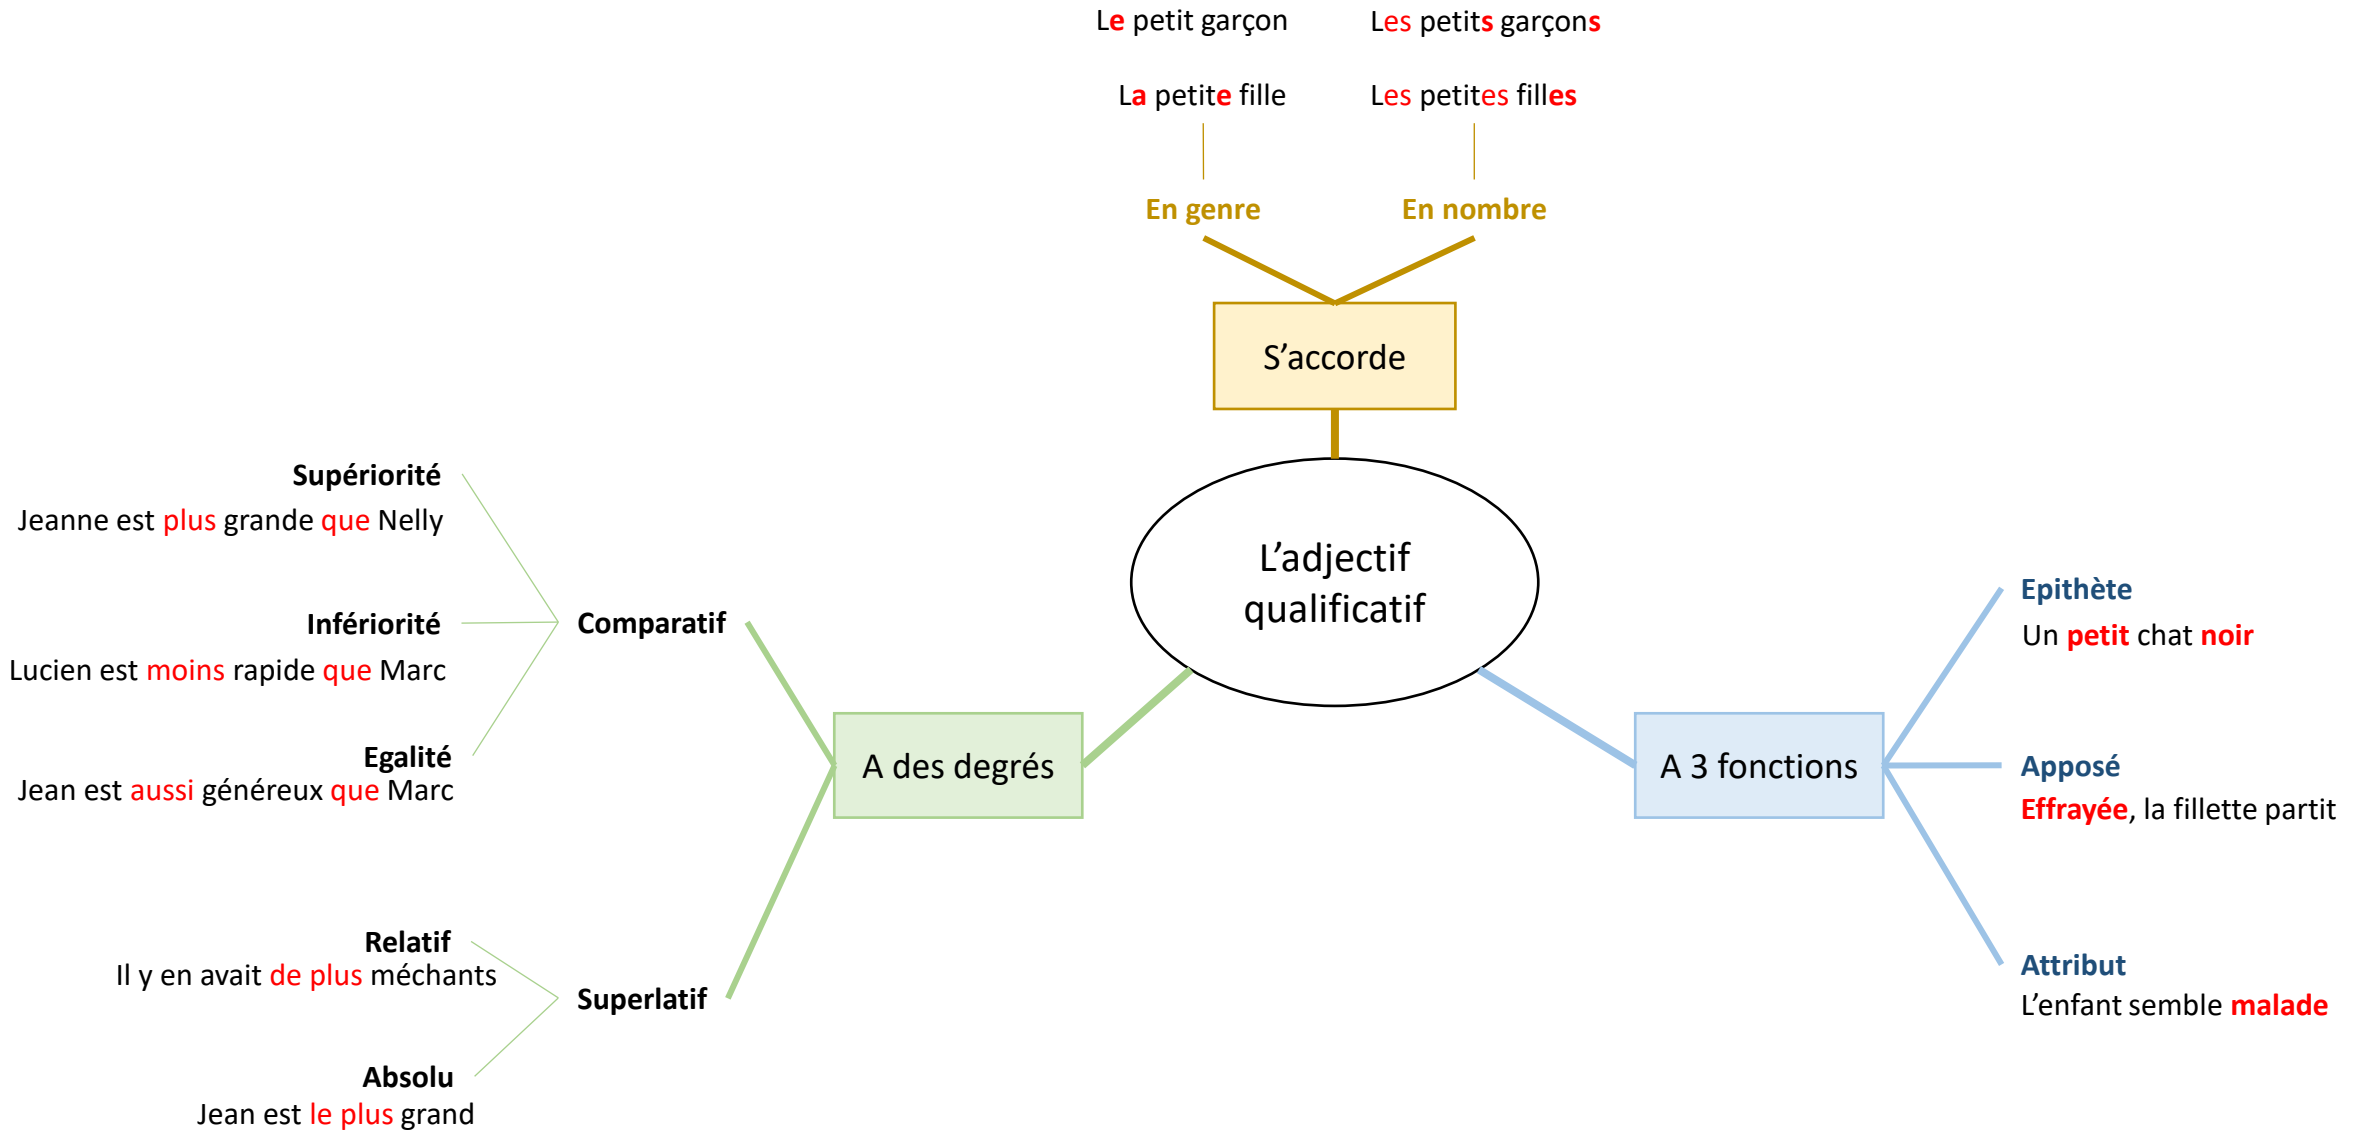 Le petit garçon
Les petits garçons
La petite fille
Les petites filles
En genre
En nombre
S’accorde
L’adjectif
qualificatif
A des degrés
Comparatif
Supériorité
Jeanne est plus grande que Nelly
Infériorité
Lucien est moins rapide que Marc
Egalité
Jean est aussi généreux que Marc
Superlatif
Relatif
Il y en avait de plus méchants
Absolu
Jean est le plus grand
A 3 fonctions
Epithète
Un petit chat noir
Apposé
Effrayée, la fillette partit
Attribut
L’enfant semble malade